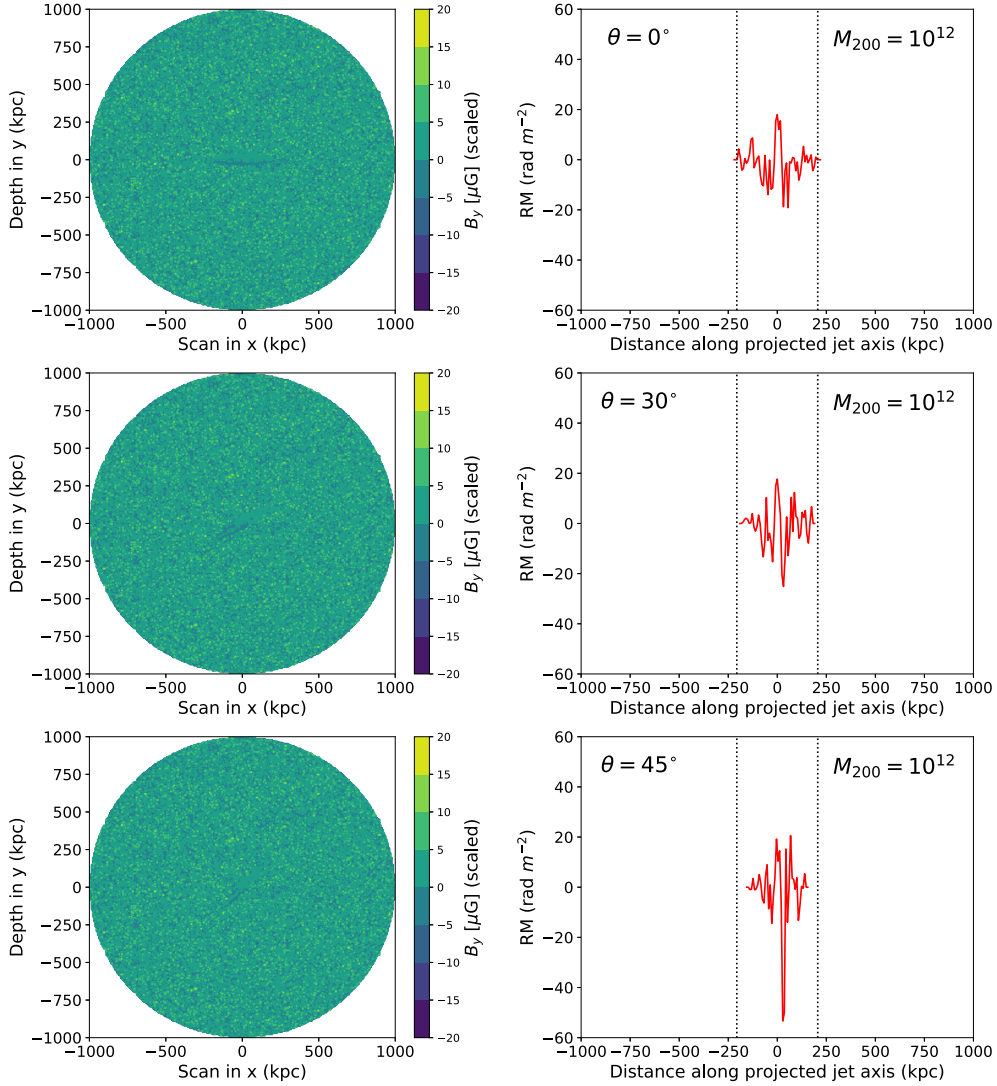 1000
750
500
250
0
−250
−500
−750
−1000
Depth in y (kpc)
−1000 −500 0 500 1000
Scan in x (kpc)
20
15
10
5
0
−5
−10
−15
−20
B_y [μG] (scaled)
60
40
20
0
−20
−40
−60
RM (rad m⁻²)
θ = 0°
M₂₀₀ = 10¹²
−1000 −750 −500 −250 0 250 500 750 1000
Distance along projected jet axis (kpc)
1000
750
500
250
0
−250
−500
−750
−1000
Depth in y (kpc)
−1000 −500 0 500 1000
Scan in x (kpc)
20
15
10
5
0
−5
−10
−15
−20
B_y [μG] (scaled)
60
40
20
0
−20
−40
−60
RM (rad m⁻²)
θ = 30°
M₂₀₀ = 10¹²
−1000 −750 −500 −250 0 250 500 750 1000
Distance along projected jet axis (kpc)
1000
750
500
250
0
−250
−500
−750
−1000
Depth in y (kpc)
−1000 −500 0 500 1000
Scan in x (kpc)
20
15
10
5
0
−5
−10
−15
−20
B_y [μG] (scaled)
60
40
20
0
−20
−40
−60
RM (rad m⁻²)
θ = 45°
M₂₀₀ = 10¹²
−1000 −750 −500 −250 0 250 500 750 1000
Distance along projected jet axis (kpc)